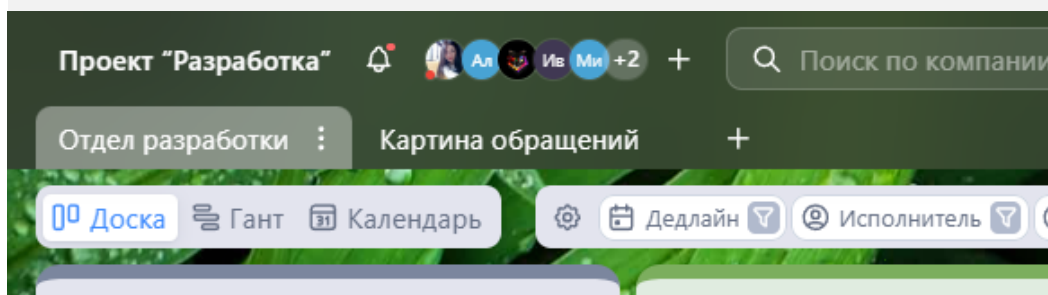 Проект “Разработка” Ал Ив Ми +2 + Поиск по компании
Отдел разработки Картина обращений +
Доска Гант 31 Календарь Дедлайн Исполнитель